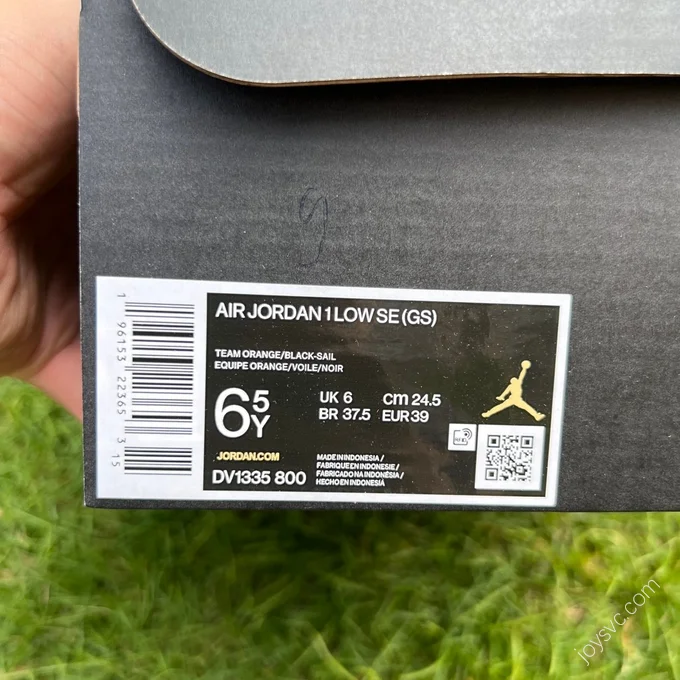 g
AIR JORDAN 1 LOW SE (GS)
TEAM ORANGE/BLACK-SAIL
EQUIPE ORANGE/VOILE/NOIR
6 5Y
UK 6
CM 24.5
BR 37.5
EUR 39
JORDAN.COM
DV1335 800
MADE IN INDONESIA /
FABRIQUE EN INDONESIE /
FABRICADO NA INDONÉSIA /
HECHO EN INDONESIA
RFID
1 96153 22365 3 15
joysvc.com